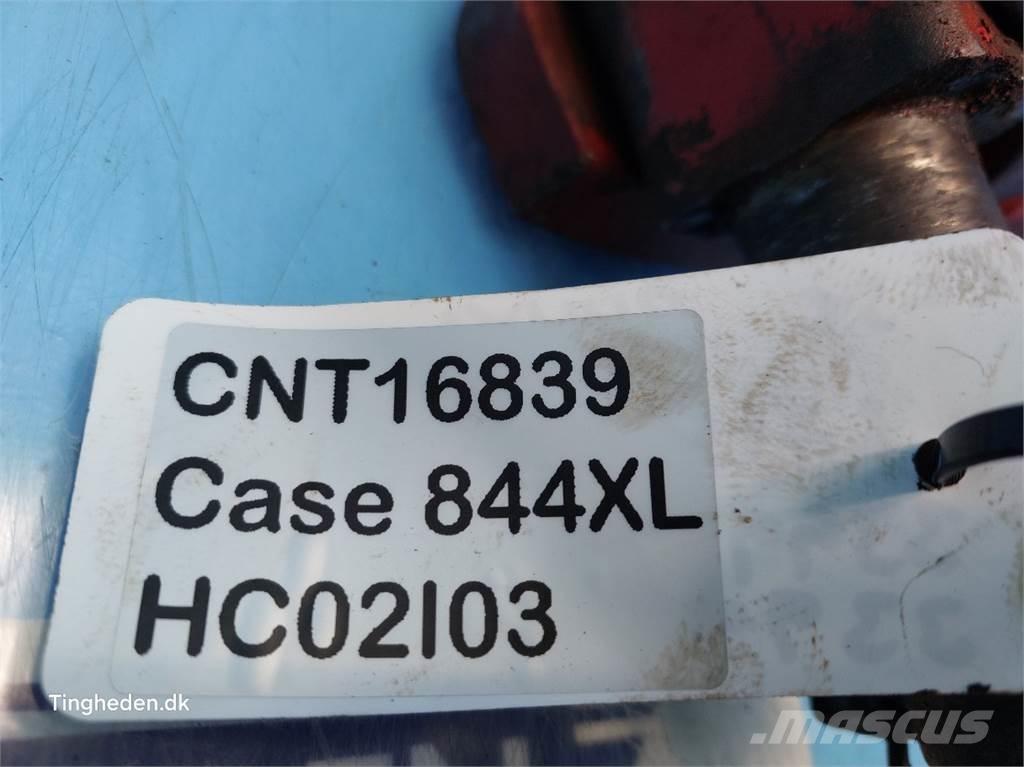 CNT16839
Case 844XL
HC02I03
Tingheden.dk
MASCUS